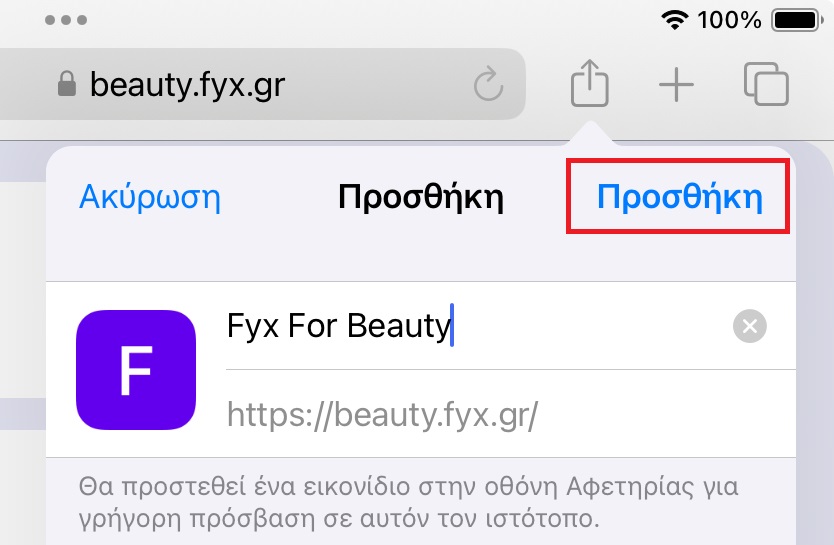 100%
beauty.fyx.gr
Ακύρωση Προσθήκη Προσθήκη
Fyx For Beauty
F
https://beauty.fyx.gr/
Θα προστεθεί ένα εικονίδιο στην οθόνη Αφετηρίας για
γρήγορη πρόσβαση σε αυτόν τον ιστότοπο.